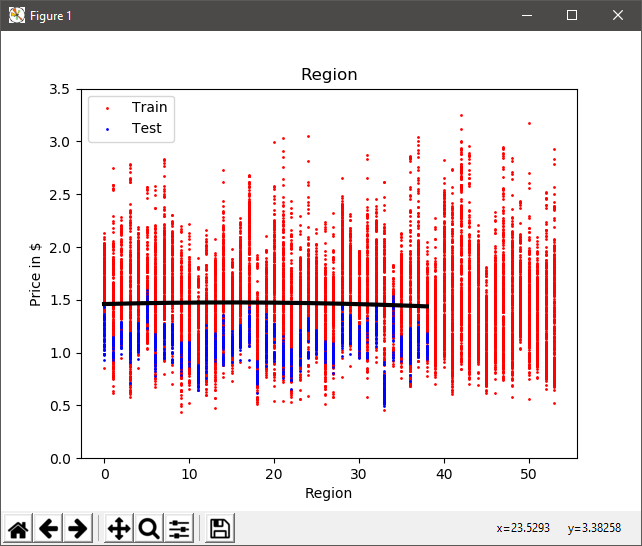 Figure 1
Region
Train
Test
3.5
3.0
2.5
2.0
1.5
1.0
0.5
0.0
Price in $
0 10 20 30 40 50
Region
x=23.5293 y=3.38258